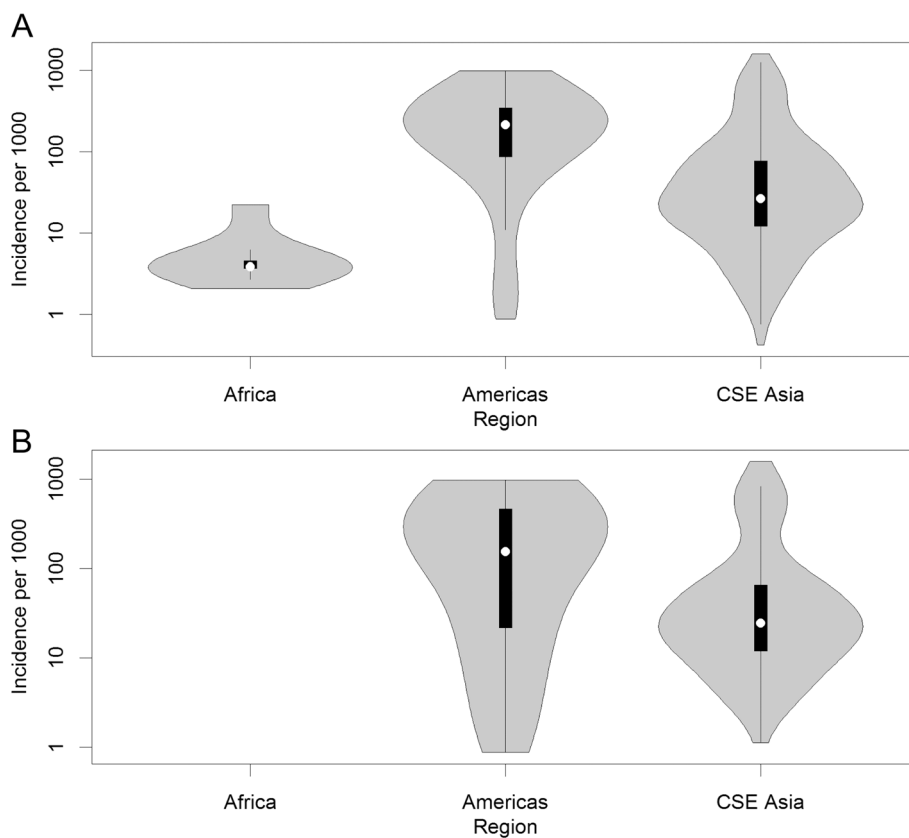 A
Incidence per 1000
1000
100
10
1
Africa
Americas
CSE Asia
Region
B
Incidence per 1000
1000
100
10
1
Africa
Americas
CSE Asia
Region